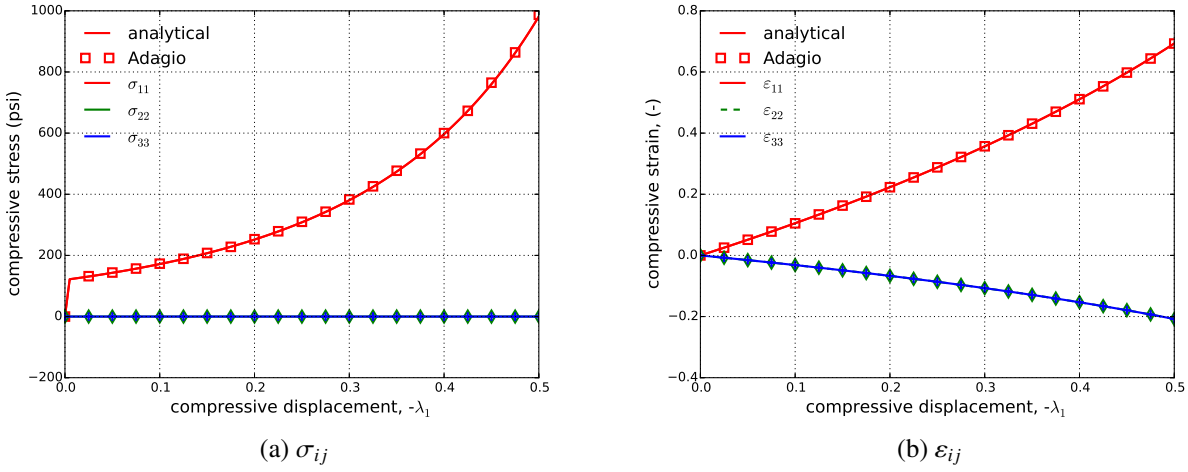 1000
800
600
400
200
0
−200
0.0 0.1 0.2 0.3 0.4 0.5
compressive displacement, -λ₁
compressive stress (psi)
analytical
Adagio
σ₁₁
σ₂₂
σ₃₃
(a) σᵢⱼ
0.8
0.6
0.4
0.2
0.0
−0.2
−0.4
0.0 0.1 0.2 0.3 0.4 0.5
compressive displacement, -λ₁
compressive strain, (-)
analytical
Adagio
ε₁₁
ε₂₂
ε₃₃
(b) εᵢⱼ